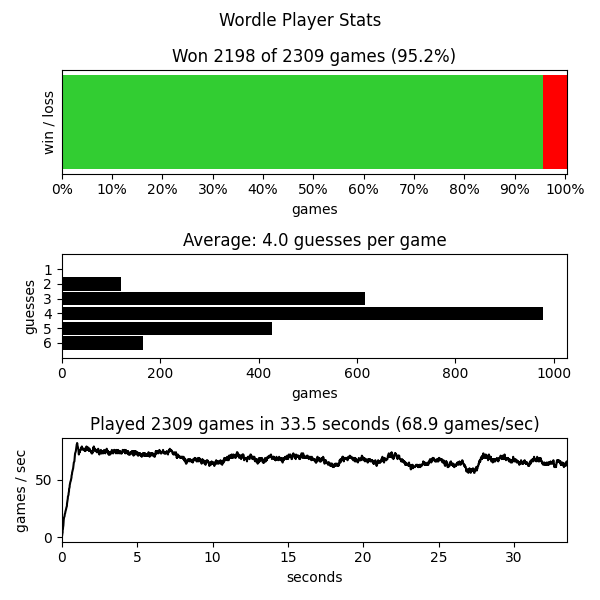 Wordle Player Stats
Won 2198 of 2309 games (95.2%)
win / loss
0% 10% 20% 30% 40% 50% 60% 70% 80% 90% 100%
games
Average: 4.0 guesses per game
guesses
1
2
3
4
5
6
0 200 400 600 800 1000
games
Played 2309 games in 33.5 seconds (68.9 games/sec)
games / sec
50
0
0 5 10 15 20 25 30
seconds